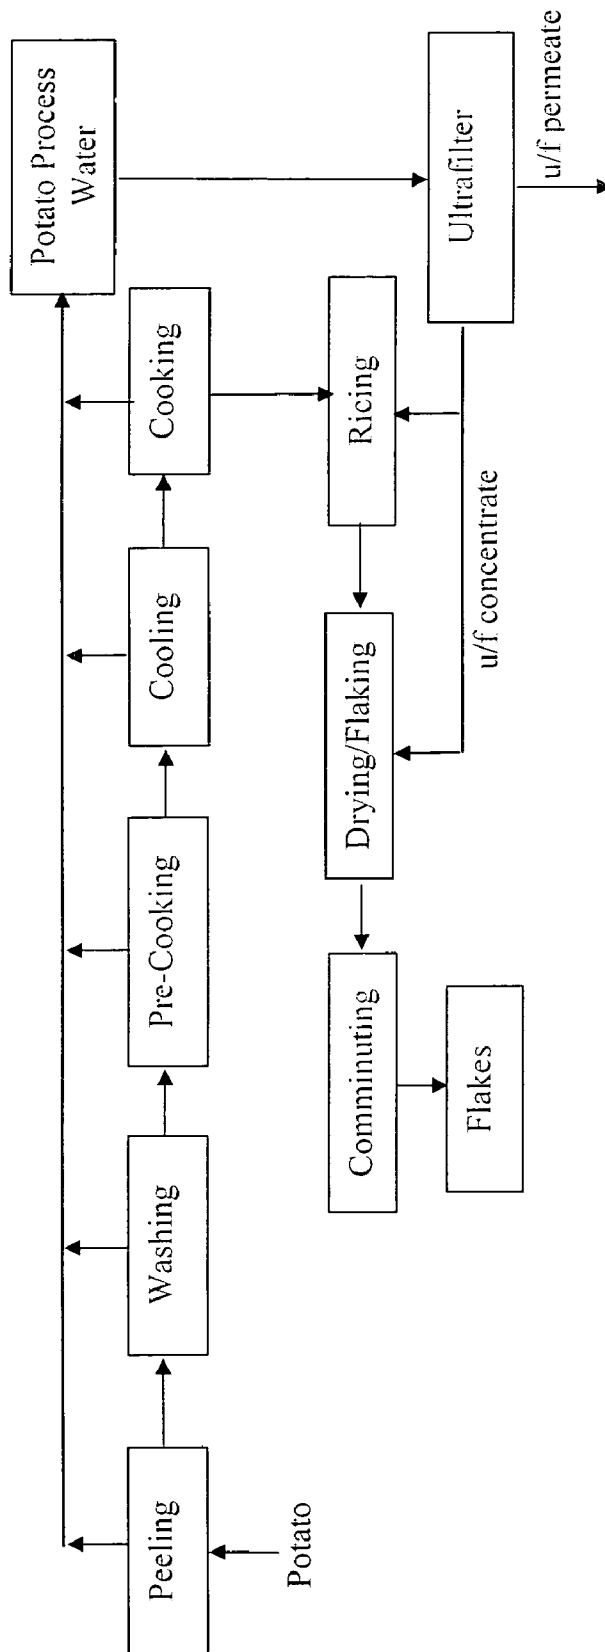 Potato Process
Water
Peeling
Washing
Pre-Cooking
Cooling
Cooking
Potato
Comminuting
Drying/Flaking
Ricing
Ultrafilter
Flakes
u/f concentrate
u/f permeate